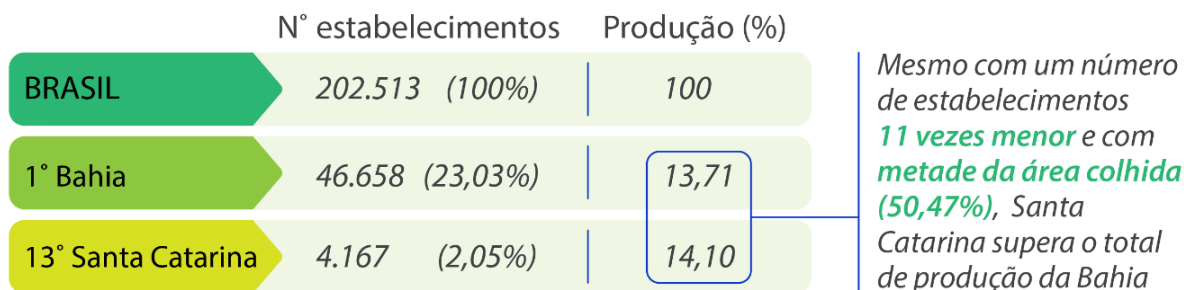 N° estabelecimentos Produção (%)
BRASIL 202.513 (100%) 100
1° Bahia 46.658 (23,03%) 13,71
13° Santa Catarina 4.167 (2,05%) 14,10
Mesmo com um número
de estabelecimentos
11 vezes menor e com
metade da área colhida
(50,47%), Santa
Catarina supera o total
de produção da Bahia